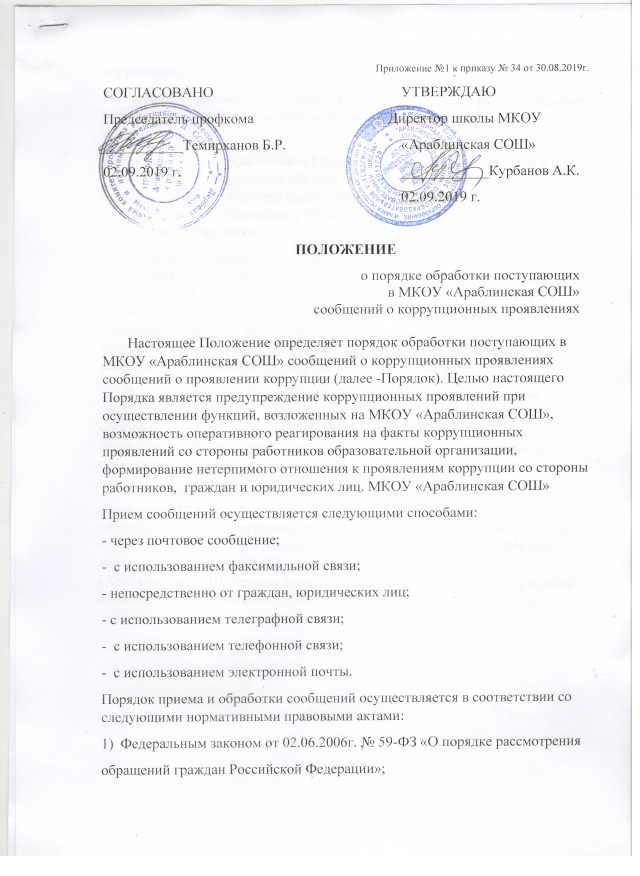 Приложение №1 к приказу № 34 от 30.08.2019г.
СОГЛАСОВАНО УТВЕРЖДАЮ
Председатель профкома Директор школы МКОУ
Темирханов Б.Р. «Араблинская СОШ»
02.09.2019 г. Курбанов А.К.
02.09.2019 г.
ПОЛОЖЕНИЕ
о порядке обработки поступающих
в МКОУ «Араблинская СОШ»
сообщений о коррупционных проявлениях
Настоящее Положение определяет порядок обработки поступающих в
МКОУ «Араблинская СОШ» сообщений о коррупционных проявлениях
сообщений о проявлении коррупции (далее -Порядок). Целью настоящего
Порядка является предупреждение коррупционных проявлений при
осуществлении функций, возложенных на МКОУ «Араблинская СОШ»,
возможность оперативного реагирования на факты коррупционных
проявлений со стороны работников образовательной организации,
формирование нетерпимого отношения к проявлениям коррупции со стороны
работников, граждан и юридических лиц. МКОУ «Араблинская СОШ»
Прием сообщений осуществляется следующими способами:
- через почтовое сообщение;
- с использованием факсимильной связи;
- непосредственно от граждан, юридических лиц;
- с использованием телеграфной связи;
- с использованием телефонной связи;
- с использованием электронной почты.
Порядок приема и обработки сообщений осуществляется в соответствии со
следующими нормативными правовыми актами:
1) Федеральным законом от 02.06.2006г. № 59-ФЗ «О порядке рассмотрения
обращений граждан Российской Федерации»;